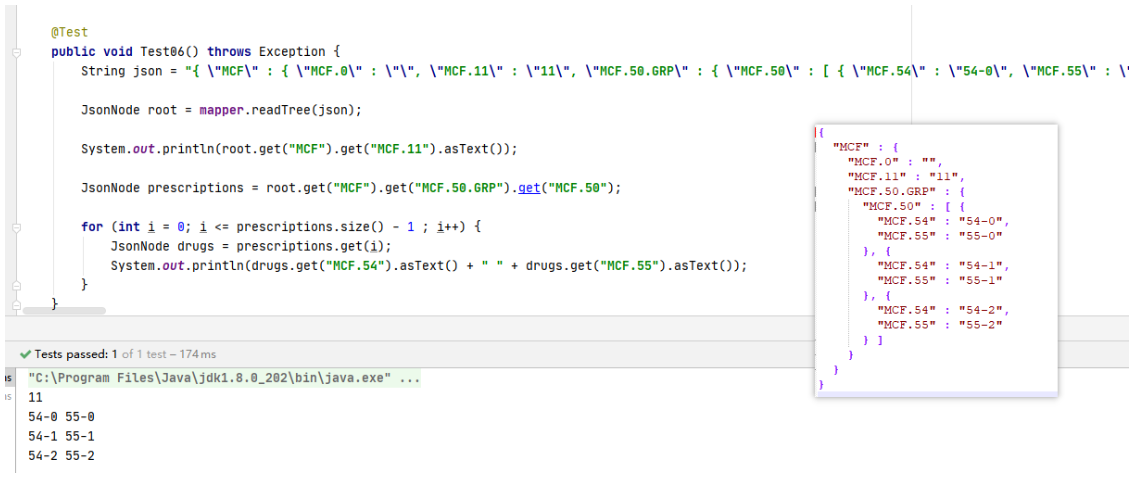 @Test
public void Test06() throws Exception {
String json = "{ \"MCF\" : { \"MCF.0\" : \"\", \"MCF.11\" : \"11\", \"MCF.50.GRP\" : { \"MCF.50\" : [ { \"MCF.54\" : \"54-0\", \"MCF.55\" : \"
JsonNode root = mapper.readTree(json);
System.out.println(root.get("MCF").get("MCF.11").asText());
JsonNode prescriptions = root.get("MCF").get("MCF.50.GRP").get("MCF.50");
for (int i = 0; i <= prescriptions.size() - 1 ; i++) {
JsonNode drugs = prescriptions.get(i);
System.out.println(drugs.get("MCF.54").asText() + " " + drugs.get("MCF.55").asText());
}
}
{
"MCF" : {
"MCF.0" : "",
"MCF.11" : "11",
"MCF.50.GRP" : {
"MCF.50" : [ {
"MCF.54" : "54-0",
"MCF.55" : "55-0"
}, {
"MCF.54" : "54-1",
"MCF.55" : "55-1"
}, {
"MCF.54" : "54-2",
"MCF.55" : "55-2"
} ]
}
}
}
Tests passed: 1 of 1 test – 174 ms
"C:\Program Files\Java\jdk1.8.0_202\bin\java.exe" ...
11
54-0 55-0
54-1 55-1
54-2 55-2